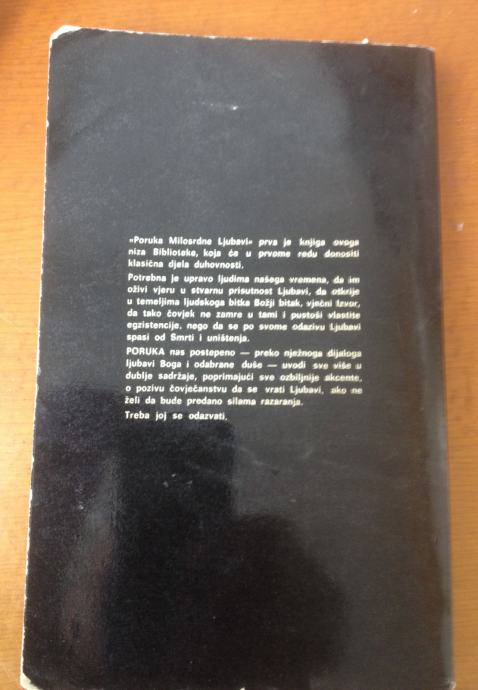 «Poruka Milosrdne Ljubavi» prva je knjiga ovoga
niza Biblioteke, koja će u prvome redu donositi
klasična djela duhovnosti.
Potrebna je upravo ljudima našega vremena, da im
oživi vjeru u stvarnu prisutnost Ljubavi, da otkrije
u temeljima ljudskoga bitka Božji bitak, vječni Izvor,
da tako čovjek ne zamre u tami i pustoši vlastite
egzistencije, nego da se po svome odazivu Ljubavi
spasi od Smrti i uništenja.
PORUKA nas postepeno — preko nježnoga dijaloga
ljubavi Boga i odabrane duše — uvodi sve više u
dublje sadržaje, poprimajući sve ozbiljnije akcente,
o pozivu čovječanstvu da se vrati Ljubavi, ako ne
želi da bude predano silama razaranja.
Treba joj se odazvati.